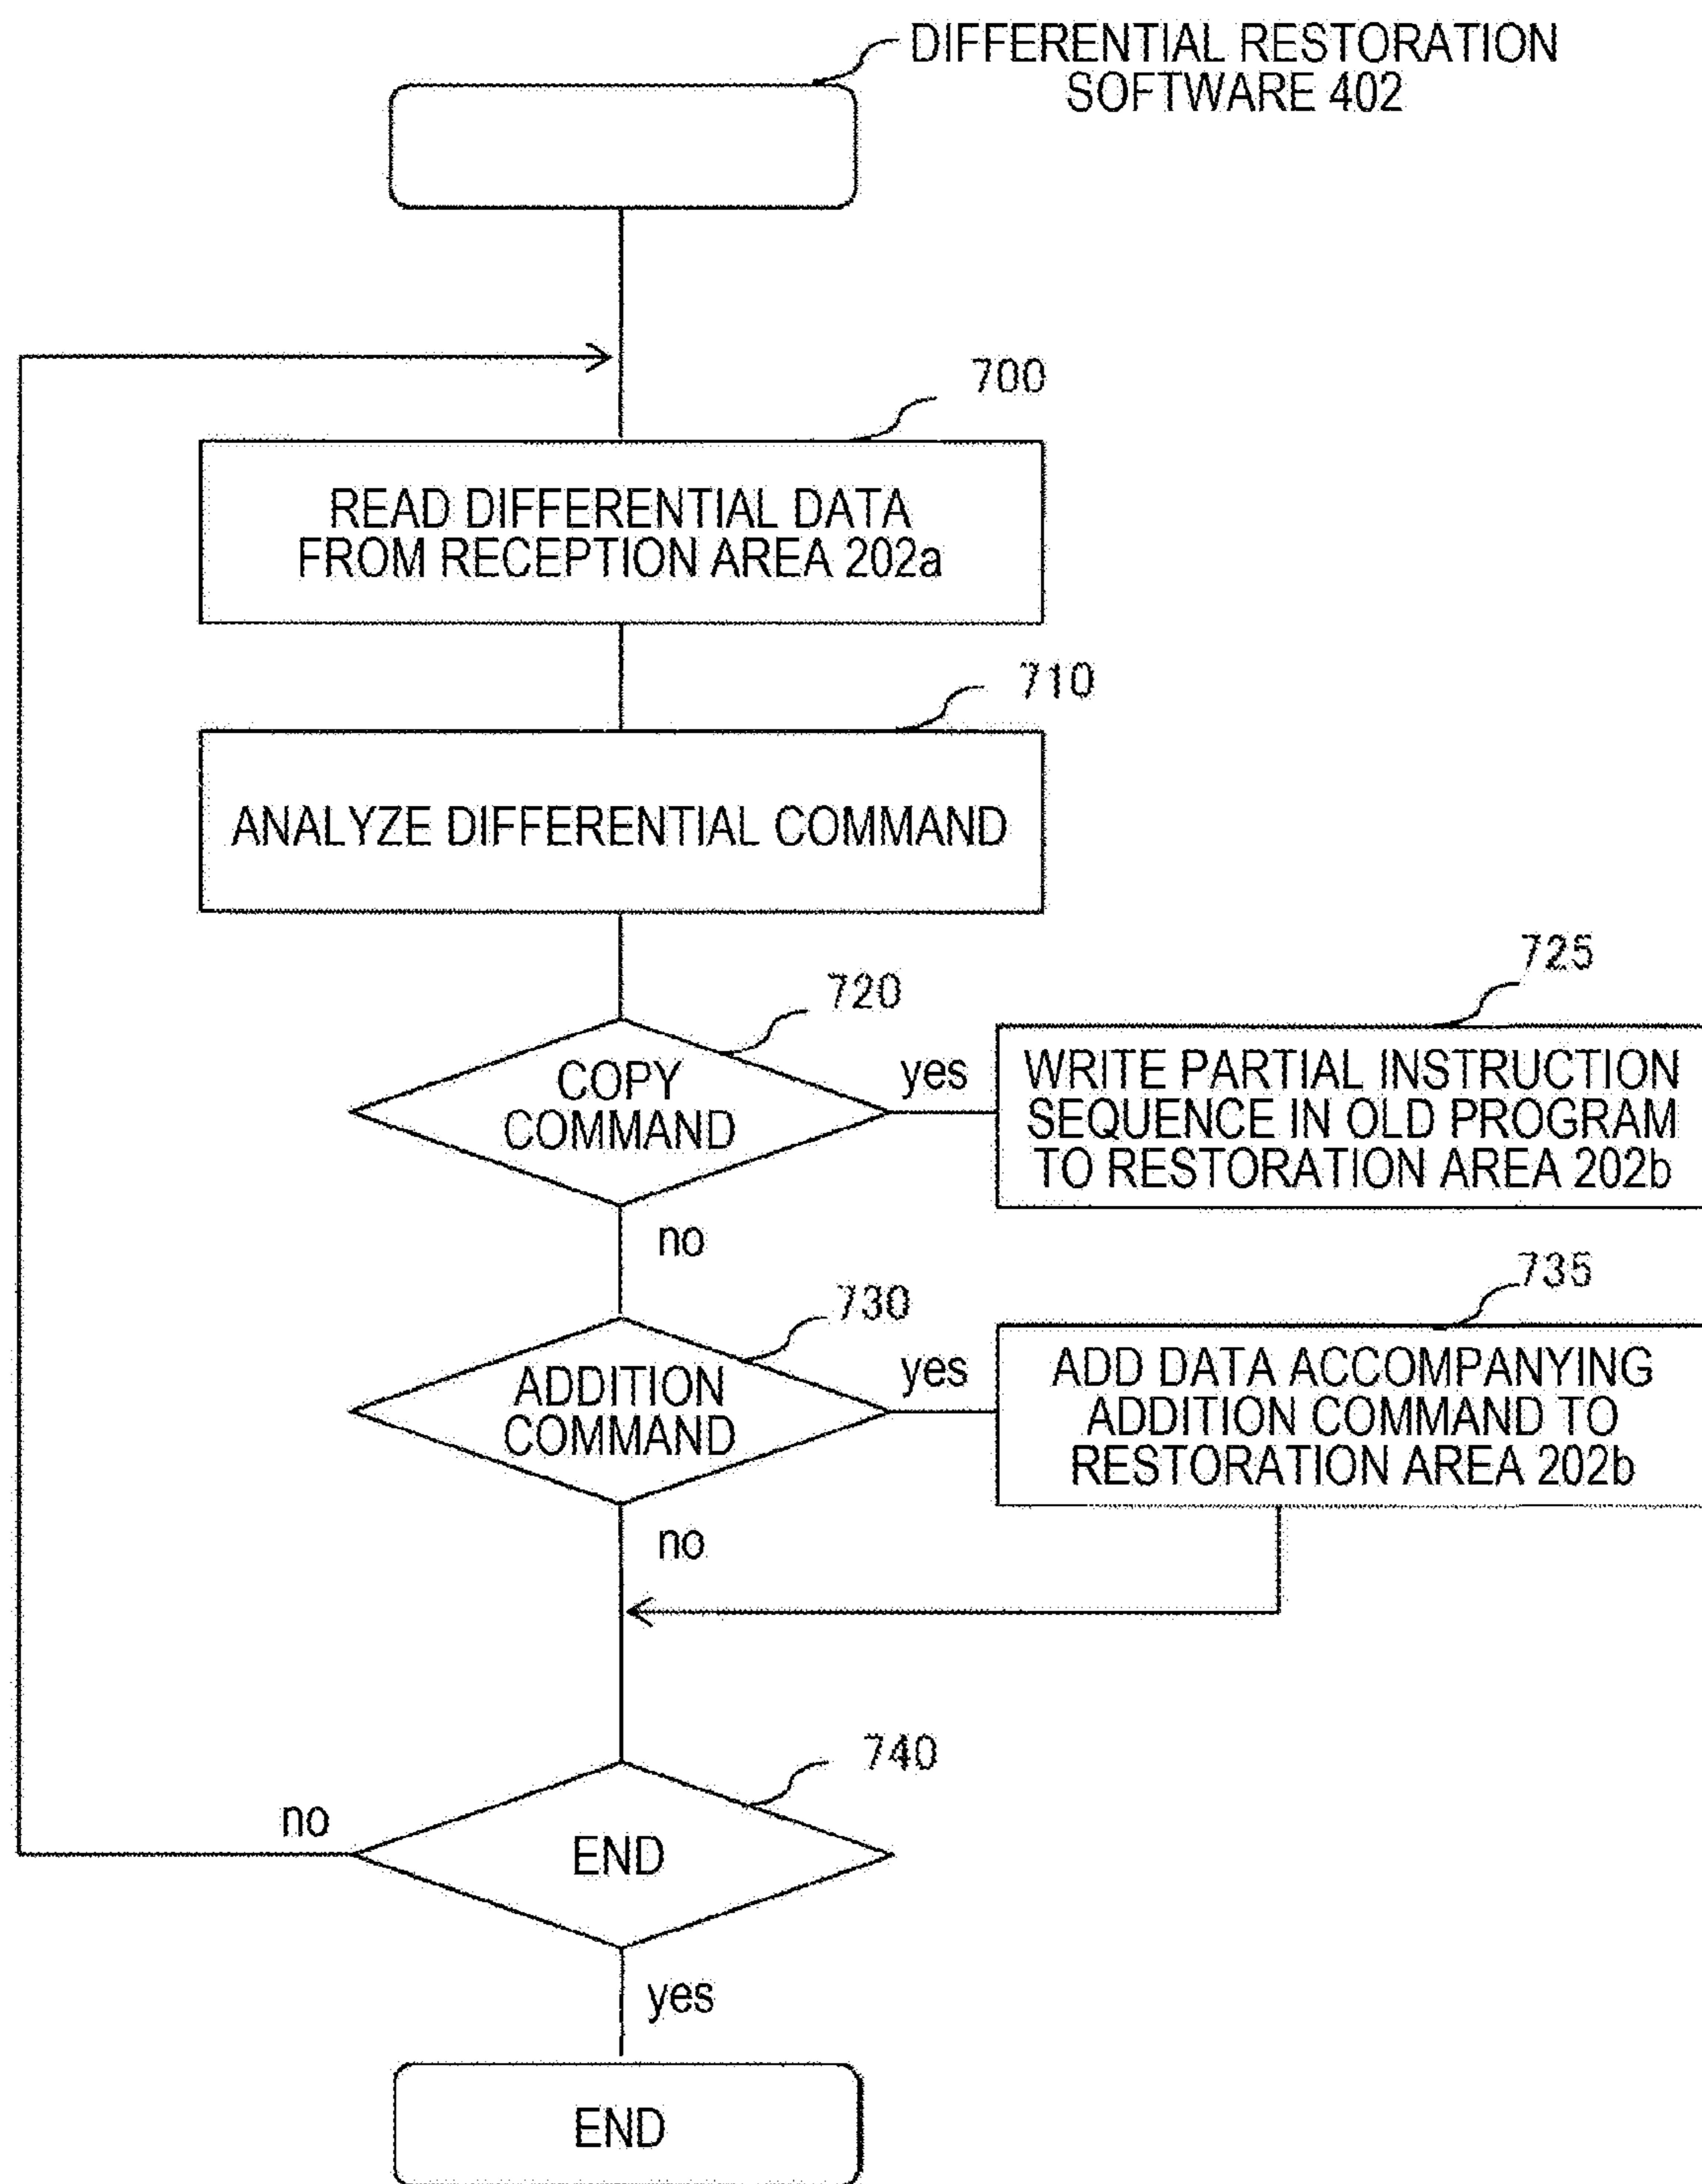 DIFFERENTIAL RESTORATION
SOFTWARE 402
700
READ DIFFERENTIAL DATA
FROM RECEPTION AREA 202a
710
ANALYZE DIFFERENTIAL COMMAND
720
COPY
COMMAND
yes
725
WRITE PARTIAL INSTRUCTION
SEQUENCE IN OLD PROGRAM
TO RESTORATION AREA 202b
no
730
ADDITION
COMMAND
yes
735
ADD DATA ACCOMPANYING
ADDITION COMMAND TO
RESTORATION AREA 202b
no
740
END
no
yes
END